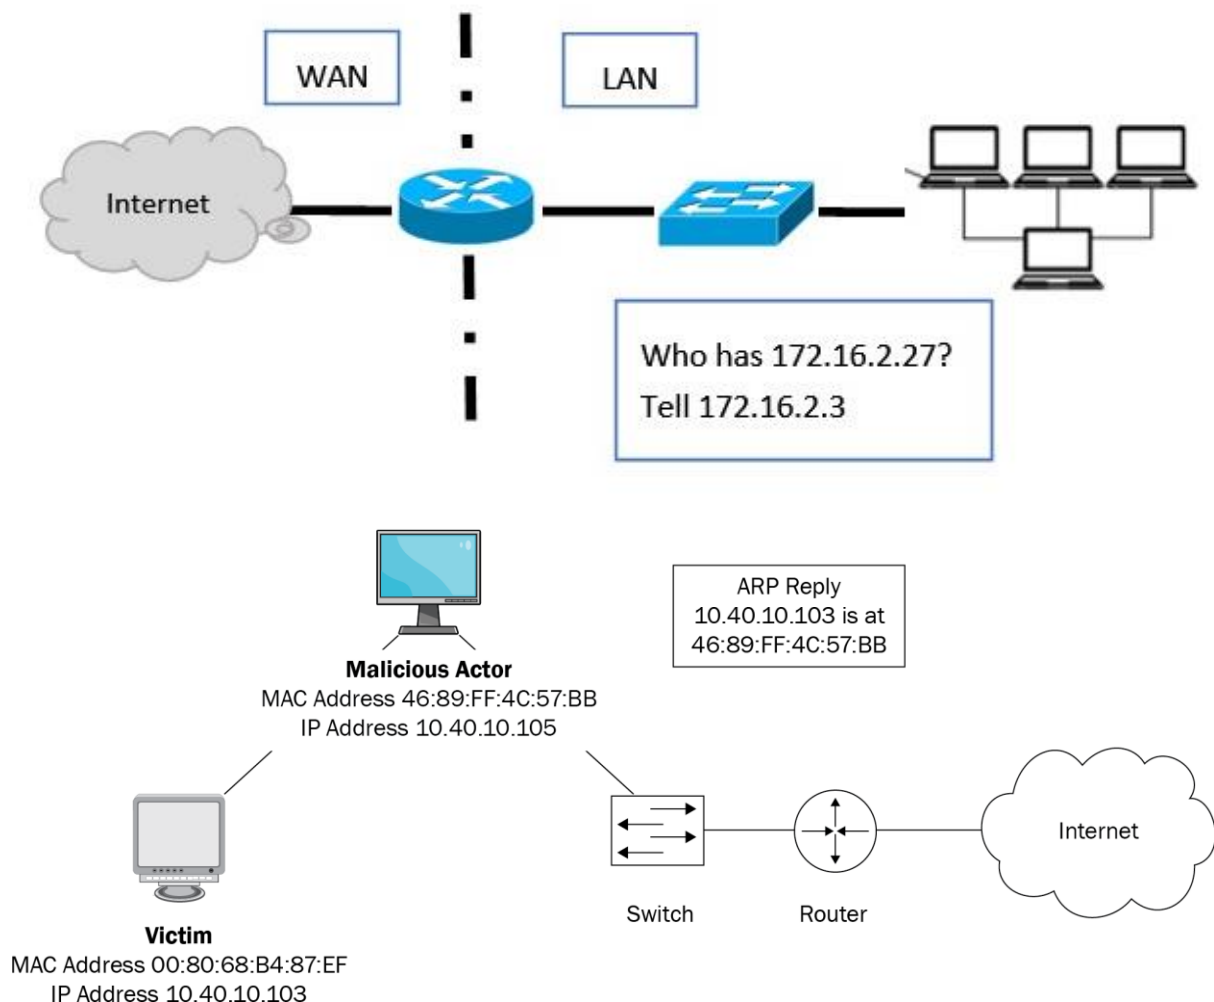 WAN
LAN
Internet
Who has 172.16.2.27?
Tell 172.16.2.3
ARP Reply
10.40.10.103 is at
46:89:FF:4C:57:BB
Malicious Actor
MAC Address 46:89:FF:4C:57:BB
IP Address 10.40.10.105
Internet
Switch
Router
Victim
MAC Address 00:80:68:B4:87:EF
IP Address 10.40.10.103